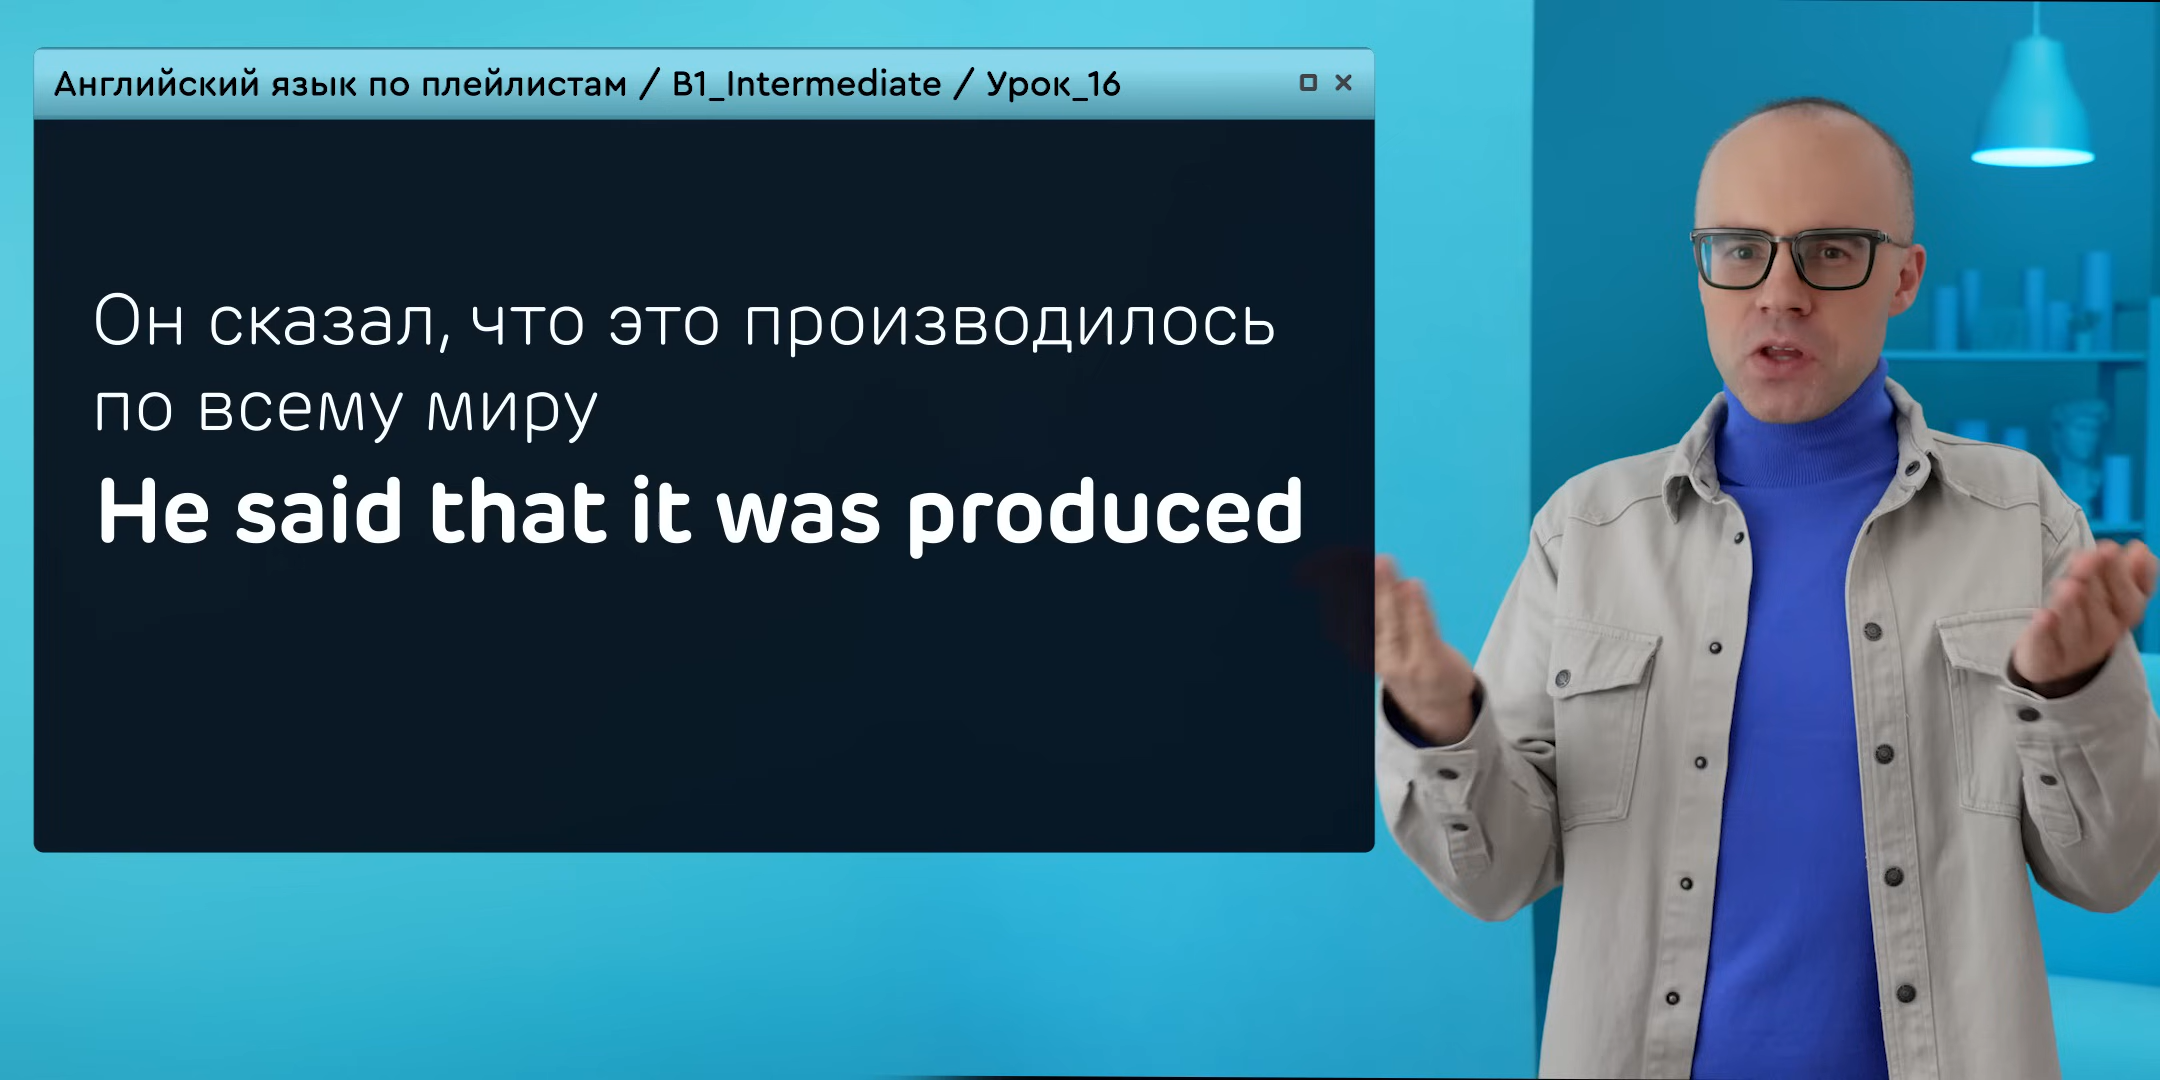 Английский язык по плейлистам / B1_Intermediate / Урок_16
Он сказал, что это производилось
по всему миру
He said that it was produced